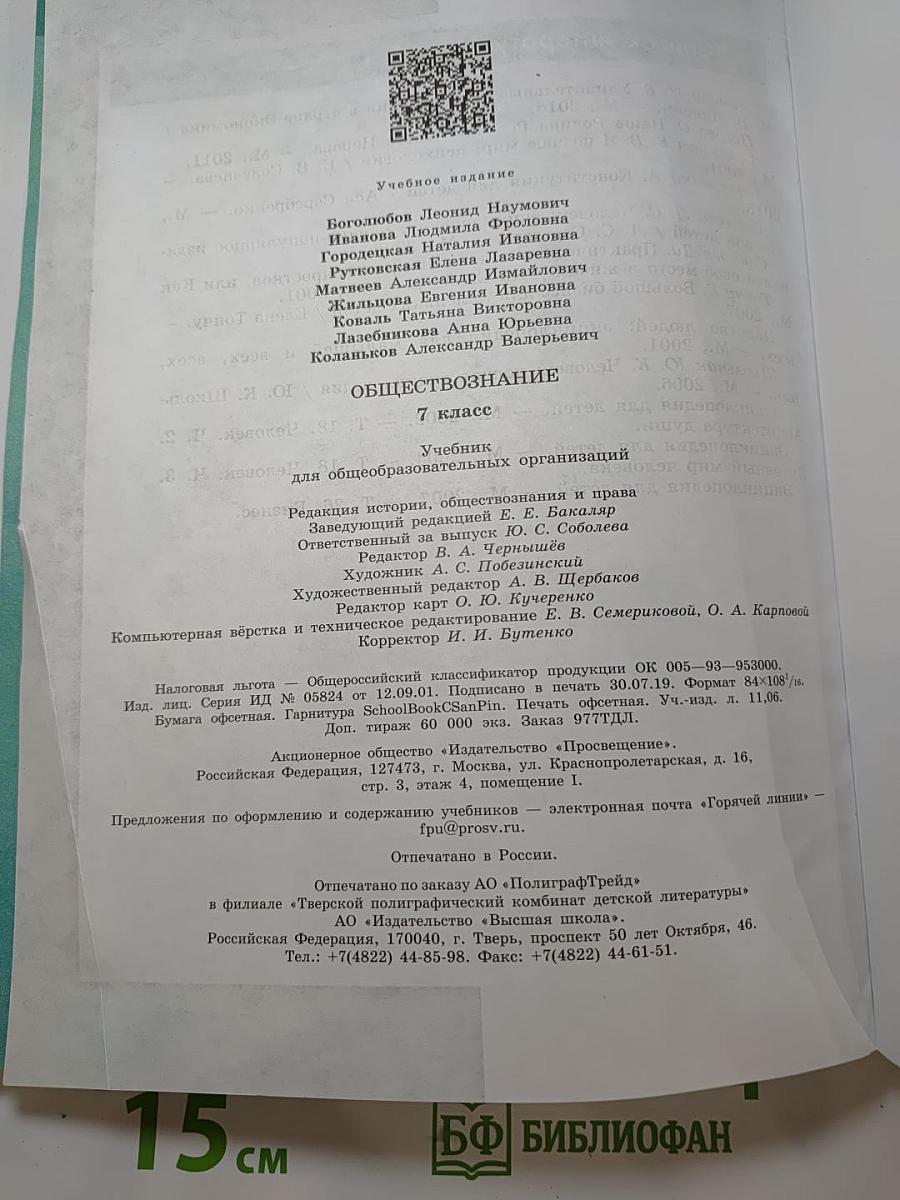 Учебное издание
Боголюбов Леонид Наумович
Иванова Людмила Фроловна
Городецкая Наталия Ивановна
Рутковская Елена Лазаревна
Матвеев Александр Измайлович
Жильцова Евгения Ивановна
Коваль Татьяна Викторовна
Лазебникова Анна Юрьевна
Коланьков Александр Валерьевич
ОБЩЕСТВОЗНАНИЕ
7 класс
Учебник
для общеобразовательных организаций
Редакция истории, обществознания и права
Заведующий редакцией Е. Е. Бакаляр
Ответственный за выпуск Ю. С. Соболева
Редактор В. А. Чернышёв
Художник А. С. Побезинский
Художественный редактор А. В. Щербаков
Редактор карт О. Ю. Кучеренко
Компьютерная вёрстка и техническое редактирование Е. В. Семериковой, О. А. Карповой
Корректор И. И. Бутенко
Налоговая льгота — Общероссийский классификатор продукции ОК 005—93—953000.
Изд. лиц. Серия ИД № 05824 от 12.09.01. Подписано в печать 30.07.19. Формат 84×108¹/₁₆.
Бумага офсетная. Гарнитура SchoolBookCSanPin. Печать офсетная. Уч.-изд. л. 11,06.
Доп. тираж 60 000 экз. Заказ 977ТДЛ.
Акционерное общество «Издательство «Просвещение».
Российская Федерация, 127473, г. Москва, ул. Краснопролетарская, д. 16,
стр. 3, этаж 4, помещение I.
Предложения по оформлению и содержанию учебников — электронная почта «Горячей линии» —
fpu@prosv.ru.
Отпечатано в России.
Отпечатано по заказу АО «ПолиграфТрейд»
в филиале «Тверской полиграфический комбинат детской литературы»
АО «Издательство «Высшая школа».
Российская Федерация, 170040, г. Тверь, проспект 50 лет Октября, 46.
Тел.: +7(4822) 44-85-98. Факс: +7(4822) 44-61-51.
15 см
БФ БИБЛИОФАН